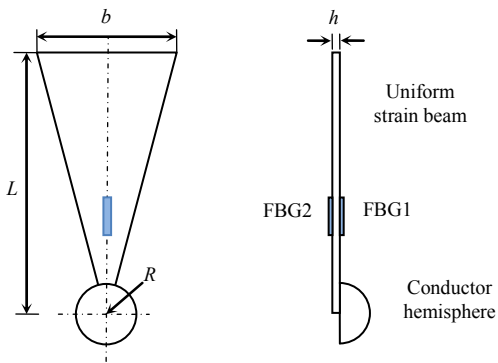 b
h
Uniform
strain beam
L
FBG2
FBG1
R
Conductor
hemisphere